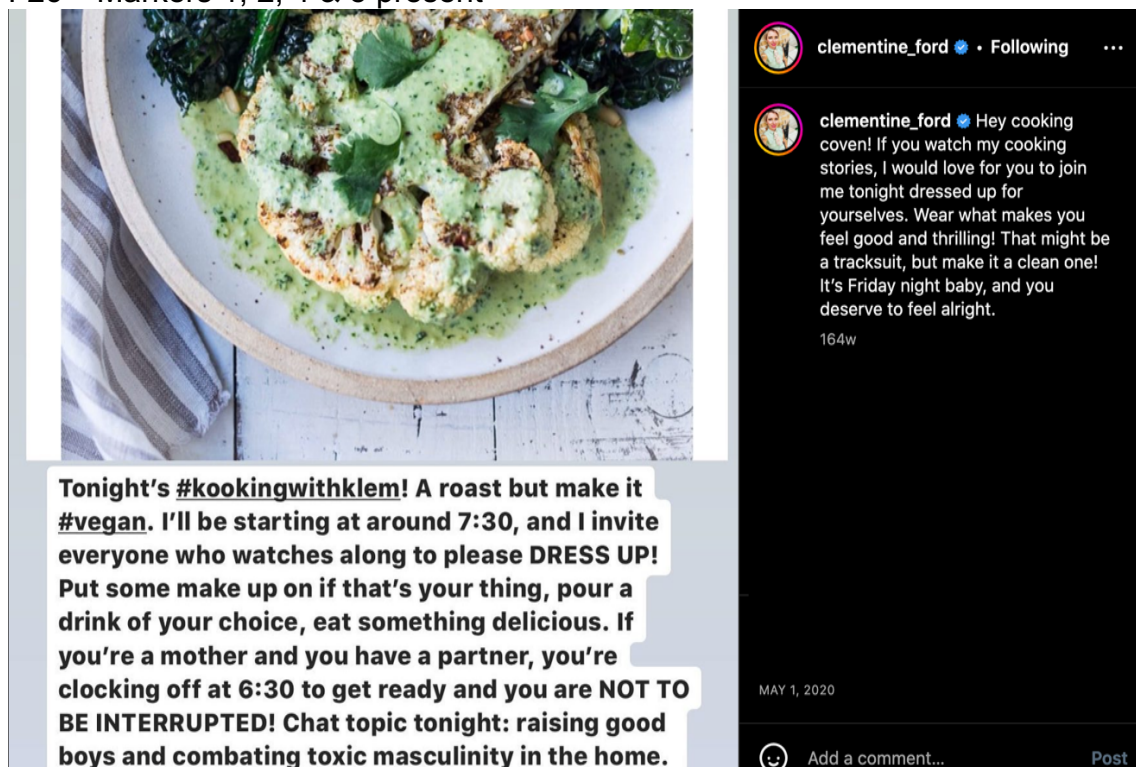 Tonight's #kookingwithklem! A roast but make it
#vegan. I'll be starting at around 7:30, and I invite
everyone who watches along to please DRESS UP!
Put some make up on if that's your thing, pour a
drink of your choice, eat something delicious. If
you're a mother and you have a partner, you're
clocking off at 6:30 to get ready and you are NOT TO
BE INTERRUPTED! Chat topic tonight: raising good
boys and combating toxic masculinity in the home.
clementine_ford • Following
clementine_ford Hey cooking
coven! If you watch my cooking
stories, I would love for you to join
me tonight dressed up for
yourselves. Wear what makes you
feel good and thrilling! That might be
a tracksuit, but make it a clean one!
It's Friday night baby, and you
deserve to feel alright.
164w
MAY 1, 2020
Add a comment...
Post